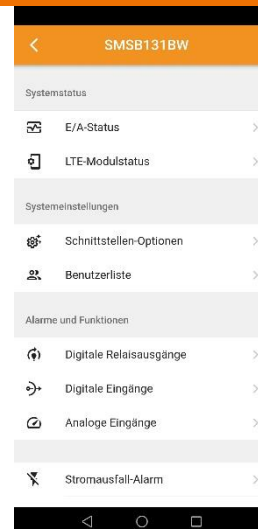 SMSB131BW
Systemstatus
E/A-Status
LTE-Modulstatus
Systemeinstellungen
Schnittstellen-Optionen
Benutzerliste
Alarme und Funktionen
Digitale Relaisausgänge
Digitale Eingänge
Analoge Eingänge
Stromausfall-Alarm